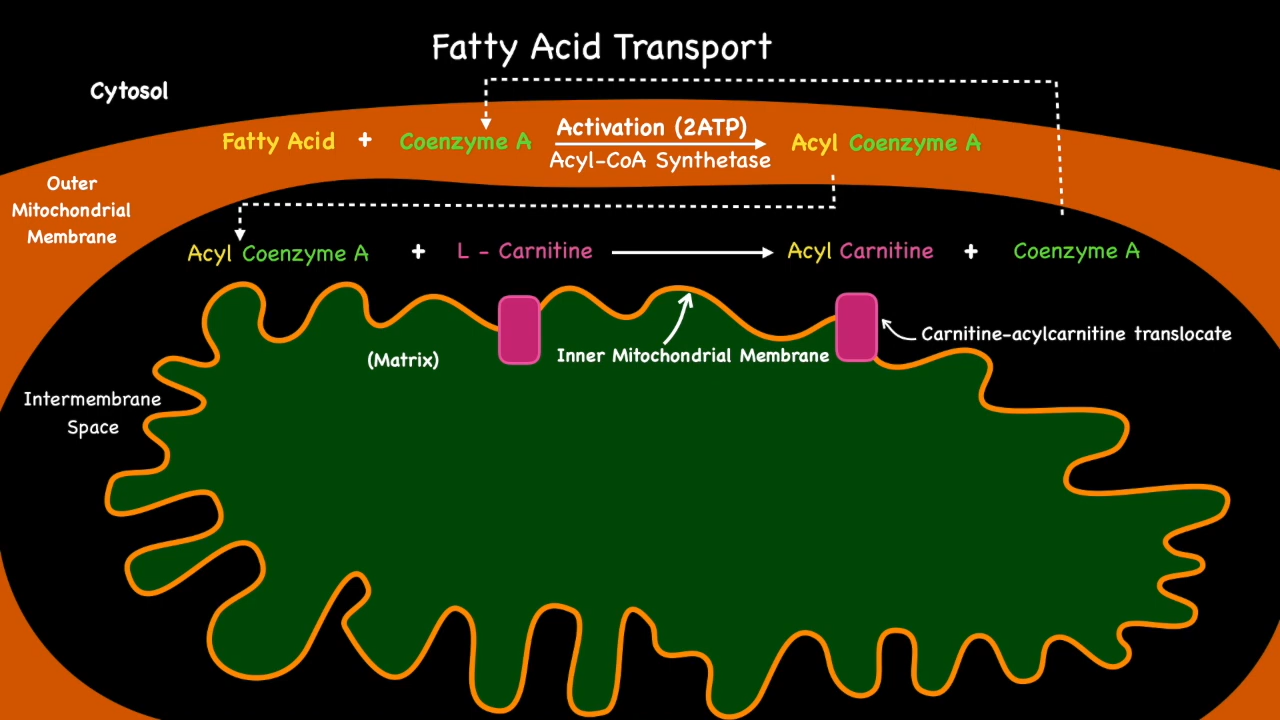 Fatty Acid Transport
Cytosol
Activation (2ATP)
Fatty Acid + Coenzyme A Acyl Coenzyme A
Acyl-CoA Synthetase
Outer
Mitochondrial
Membrane
Acyl Coenzyme A + L - Carnitine Acyl Carnitine + Coenzyme A
Carnitine-acylcarnitine translocate
(Matrix)
Inner Mitochondrial Membrane
Intermembrane
Space